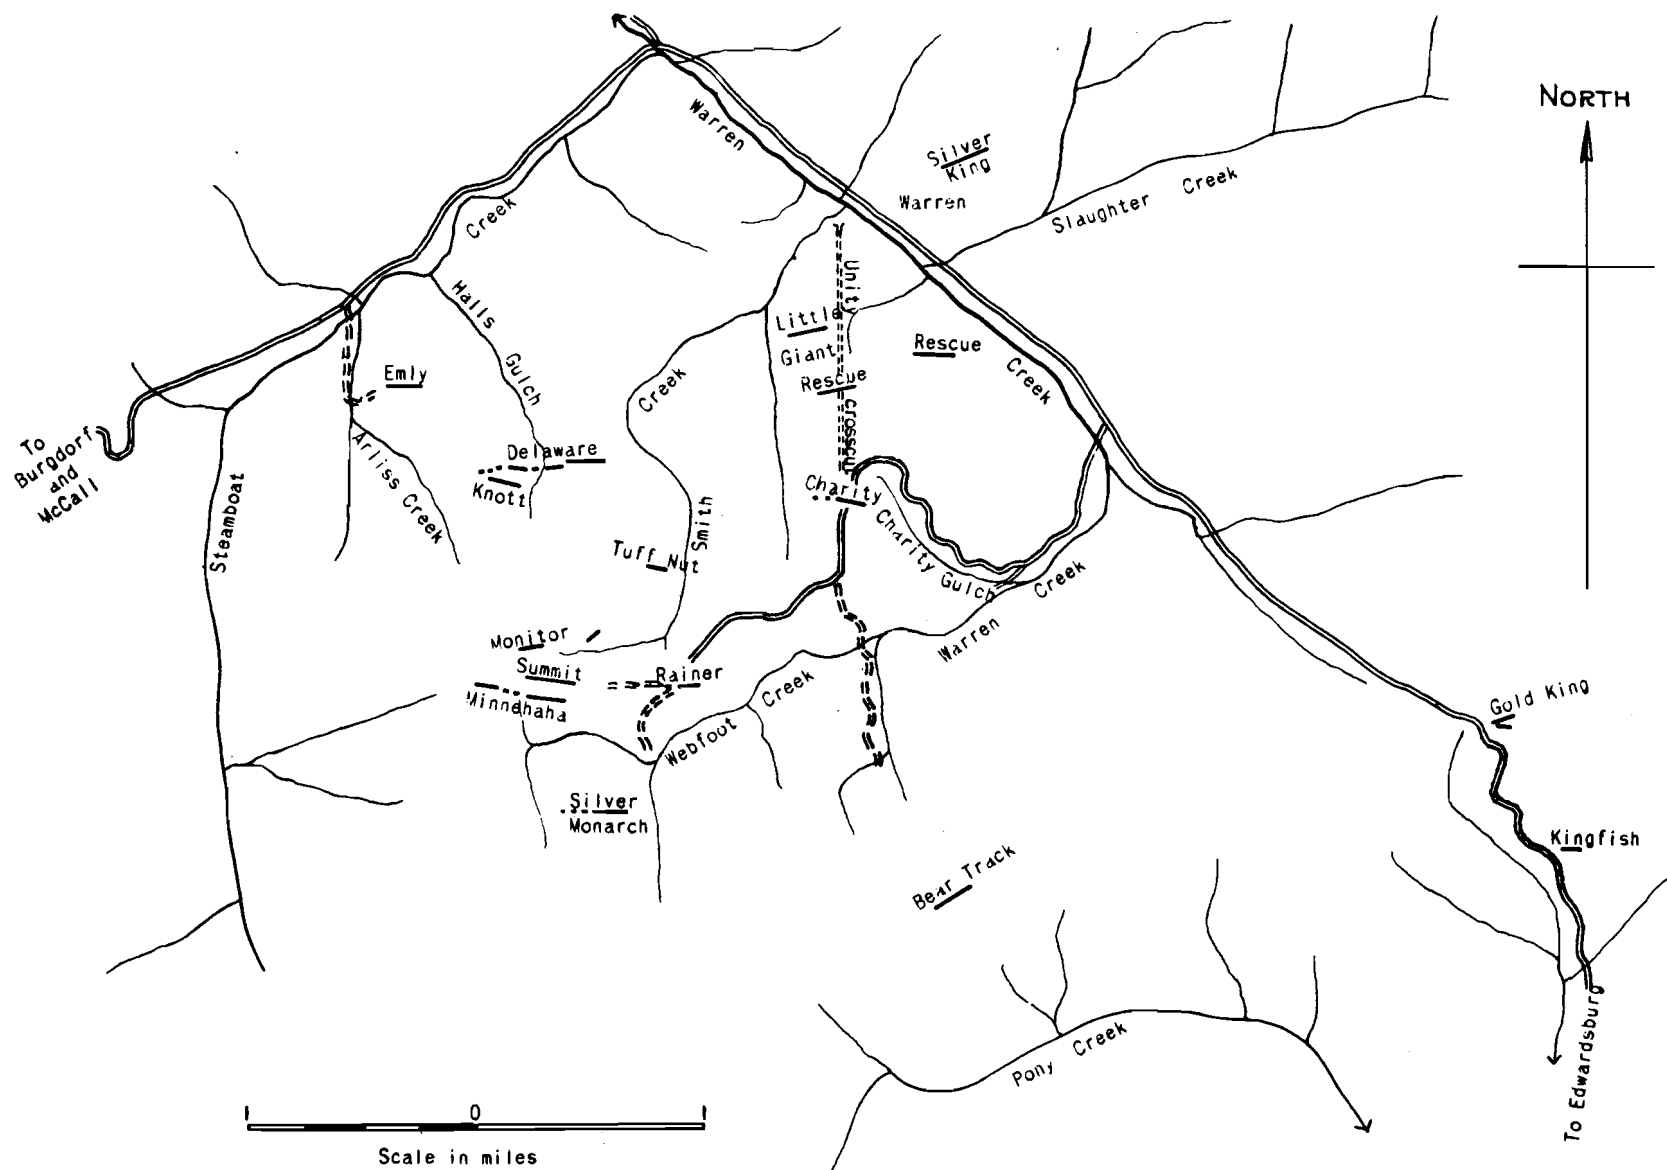 NORTH
Warren
Silver
King
Warren
Slaughter Creek
Creek
Halls
Gulch
Unity
Little
Giant
Rescue
Rescue
crosscut
Creek
Creek
Emly
To
Burgdorf
and
McCall
Arliss Creek
Delaware
Knott
Charity
Charity Gulch
Steamboat
Smith
Tuff Nut
Creek
Warren
Monitor
Summit
Minnehaha
Rainer
Webfoot Creek
Gold King
Silver
Monarch
Kingfish
Bear Track
Pony Creek
To Edwardsburg
1 0 1
Scale in miles